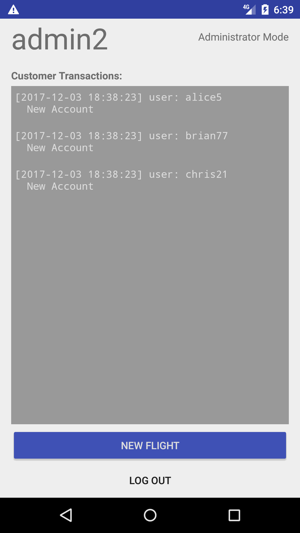 4G 6:39
admin2
Administrator Mode
Customer Transactions:
[2017-12-03 18:38:23] user: alice5
New Account
[2017-12-03 18:38:23] user: brian77
New Account
[2017-12-03 18:38:23] user: chris21
New Account
NEW FLIGHT
LOG OUT